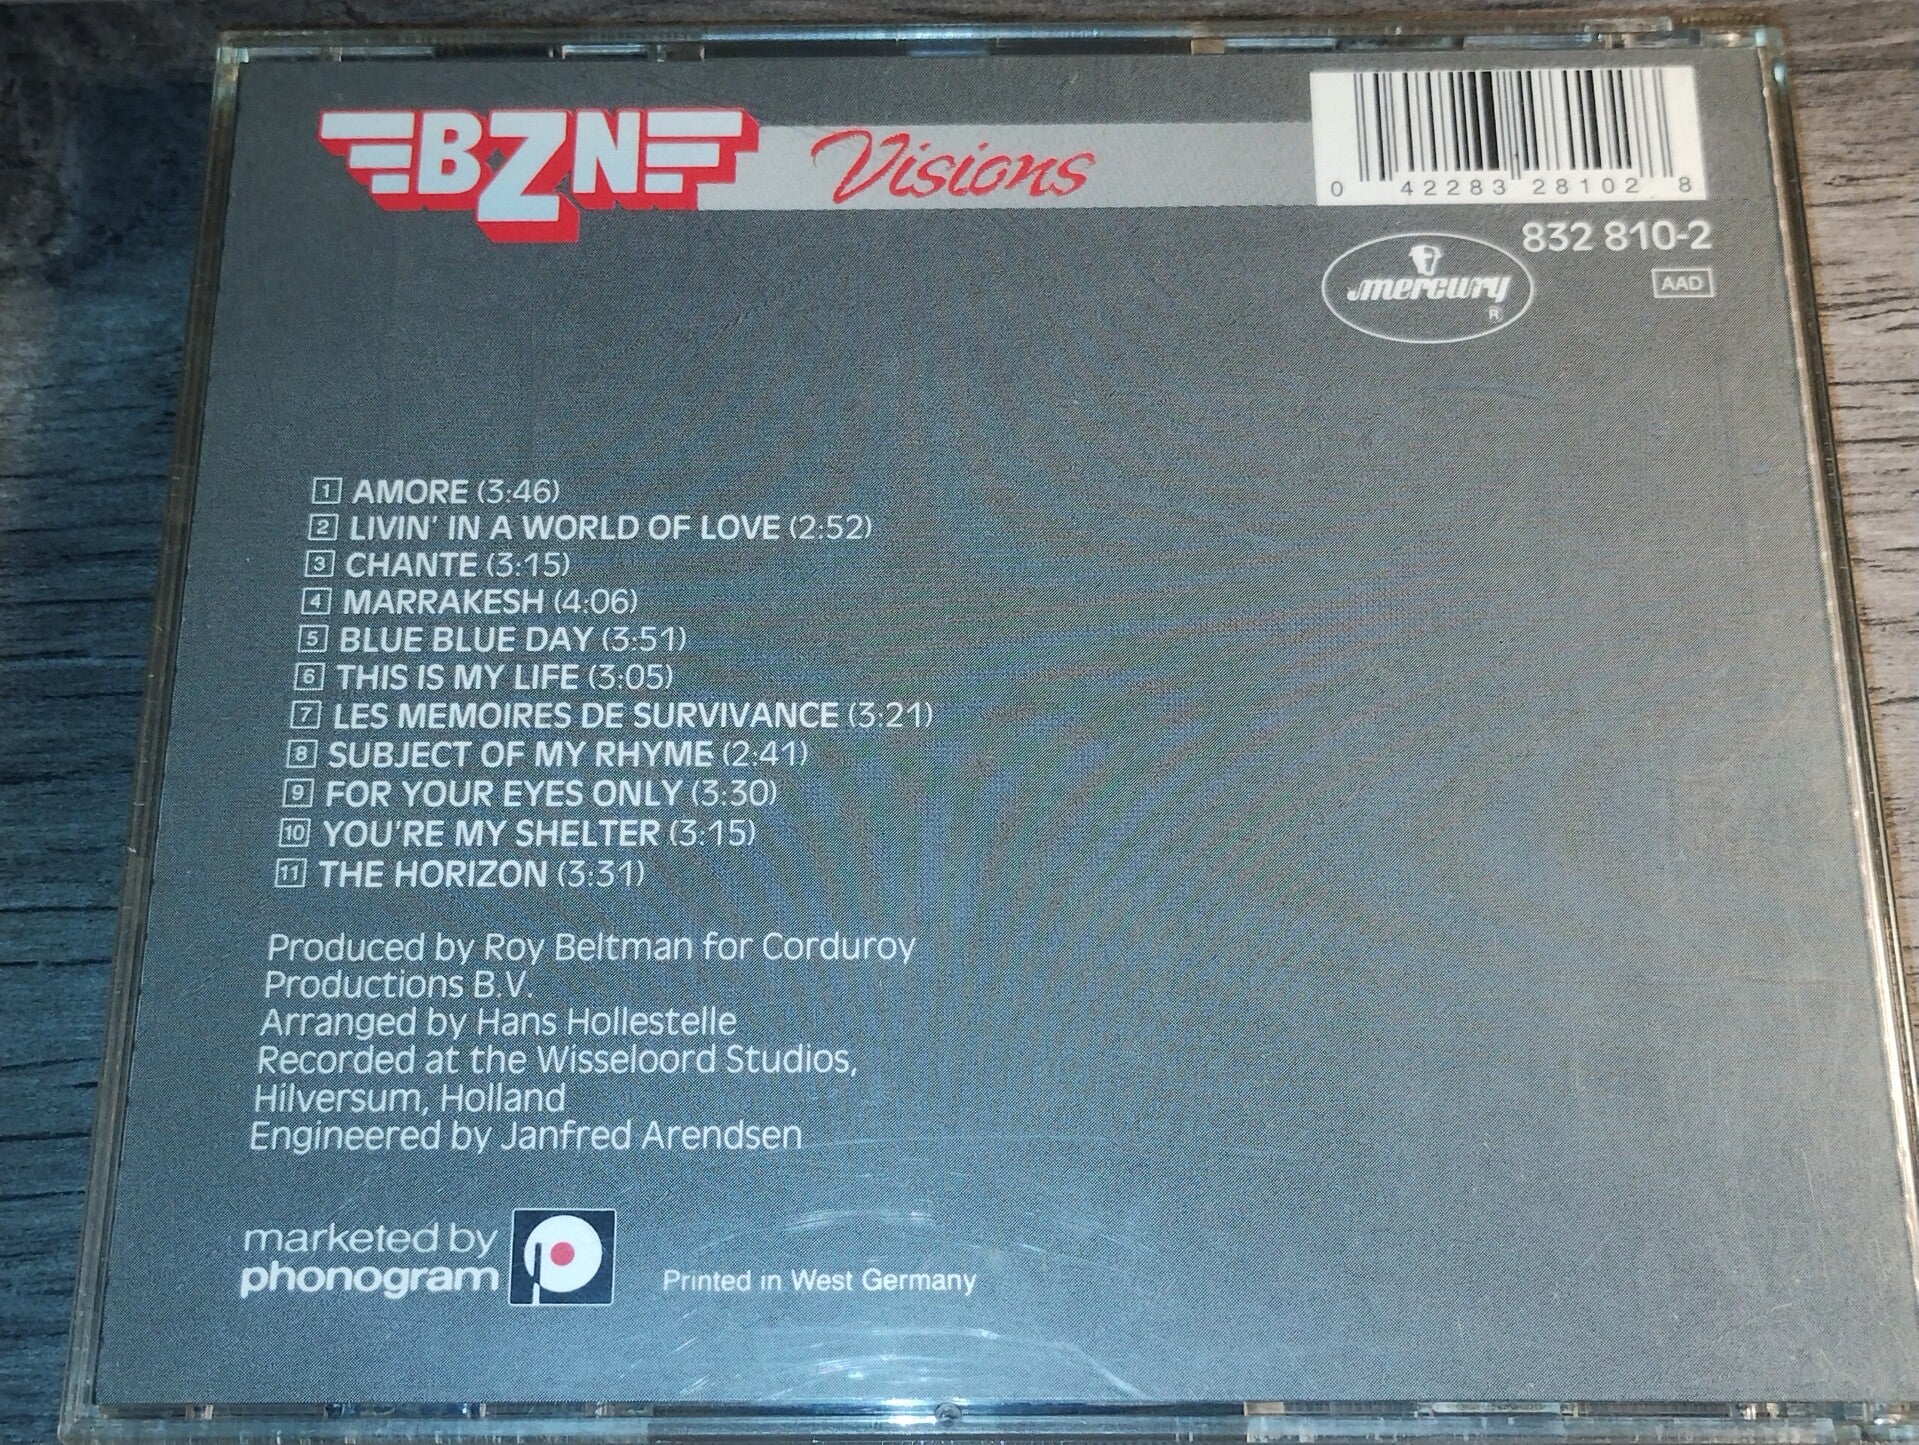 BZN Visions
0 42283 28102 8
832 810-2
mercury
R
AAD
1 AMORE (3:46)
2 LIVIN' IN A WORLD OF LOVE (2:52)
3 CHANTE (3:15)
4 MARRAKESH (4:06)
5 BLUE BLUE DAY (3:51)
6 THIS IS MY LIFE (3:05)
7 LES MEMOIRES DE SURVIVANCE (3:21)
8 SUBJECT OF MY RHYME (2:41)
9 FOR YOUR EYES ONLY (3:30)
10 YOU'RE MY SHELTER (3:15)
11 THE HORIZON (3:31)
Produced by Roy Beltman for Corduroy
Productions B.V.
Arranged by Hans Hollestelle
Recorded at the Wisseloord Studios,
Hilversum, Holland
Engineered by Janfred Arendsen
marketed by
phonogram
Printed in West Germany